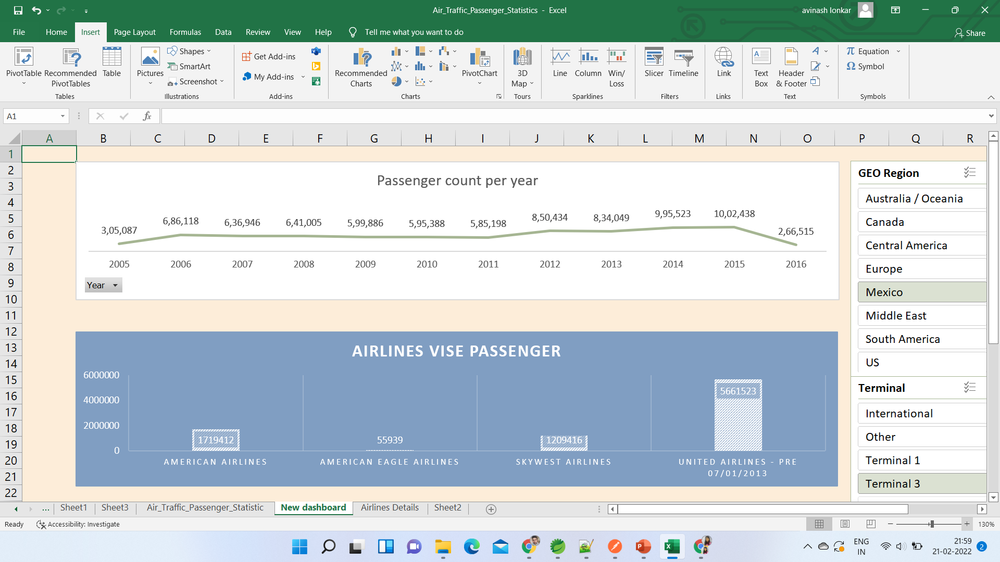 Air_Traffic_Passenger_Statistics - Excel
avinash lonkar
File Home Insert Page Layout Formulas Data Review View Help Tell me what you want to do
Share
PivotTable
Recommended PivotTables
Table
Tables
Pictures
Shapes
SmartArt
Screenshot
Illustrations
Get Add-ins
My Add-ins
Add-ins
Recommended Charts
PivotChart
Charts
3D Map
Tours
Line
Column
Win/ Loss
Sparklines
Slicer
Timeline
Filters
Link
Links
Text Box
Header & Footer
Text
Equation
Symbol
Symbols
A1
fx
A B C D E F G H I J K L M N O P Q R
1
2
3
4
5
6
7
8
9
10
11
12
13
14
15
16
17
18
19
20
21
22
Passenger count per year
3,05,087 6,86,118 6,36,946 6,41,005 5,99,886 5,95,388 5,85,198 8,50,434 8,34,049 9,95,523 10,02,438 2,66,515
2005 2006 2007 2008 2009 2010 2011 2012 2013 2014 2015 2016
Year
AIRLINES VISE PASSENGER
6000000
4000000
2000000
0
1719412 55939 1209416 5661523
AMERICAN AIRLINES
AMERICAN EAGLE AIRLINES
SKYWEST AIRLINES
UNITED AIRLINES - PRE
07/01/2013
GEO Region
Australia / Oceania
Canada
Central America
Europe
Mexico
Middle East
South America
US
Terminal
International
Other
Terminal 1
Terminal 3
... Sheet1 Sheet3 Air_Traffic_Passenger_Statistic New dashboard Airlines Details Sheet2
Ready Accessibility: Investigate
130%
ENG
IN
21:59
21-02-2022
2